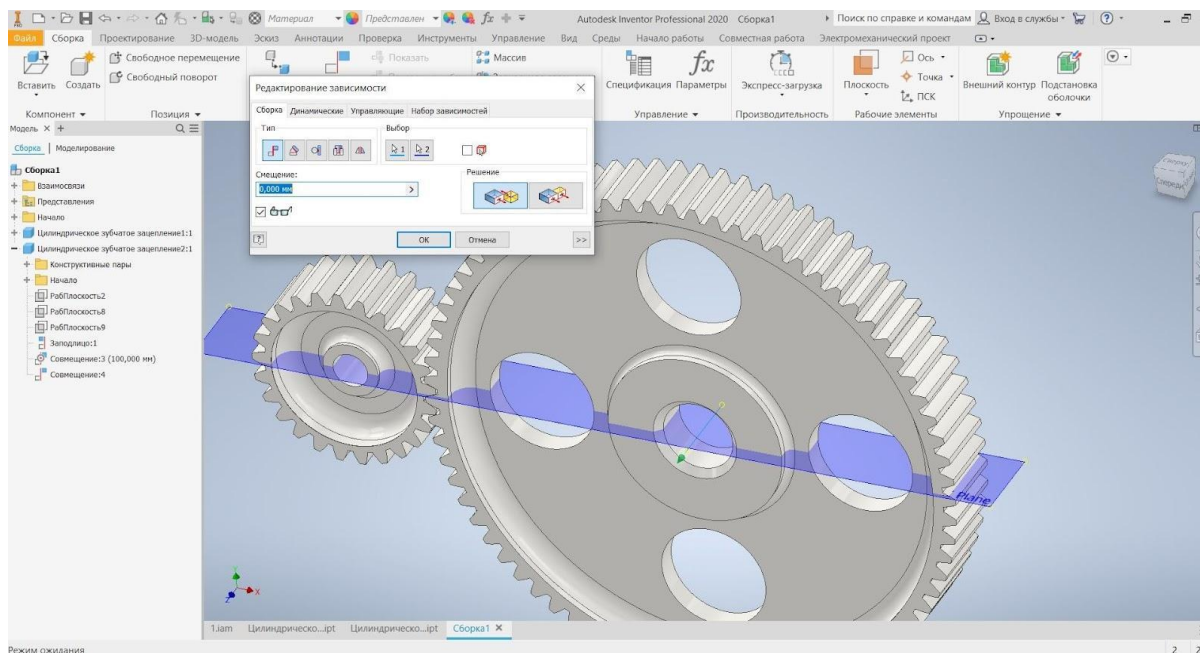 Материал
Представлен
fx
Autodesk Inventor Professional 2020 Сборка1
Поиск по справке и командам
Вход в службы
Файл Сборка Проектирование 3D-модель Эскиз Аннотации Проверка Инструменты Управление Вид Среды Начало работы Совместная работа Электромеханический проект
Вставить Создать
Свободное перемещение
Свободный поворот
Показать
Массив
Спецификация Параметры
Экспресс-загрузка
Плоскость
Ось
Точка
ПСК
Внешний контур Подстановка оболочки
Компонент Позиция Управление Производительность Рабочие элементы Упрощение
Модель
Сборка Моделирование
Сборка1
Взаимосвязи
Представления
Начало
Цилиндрическое зубчатое зацепление1:1
Цилиндрическое зубчатое зацепление2:1
Конструктивные пары
Начало
РабПлоскость2
РабПлоскость8
РабПлоскость9
Заподлицо:1
Совмещение:3 (100,000 мм)
Совмещение:4
Редактирование зависимости
Сборка Динамические Управляющие Набор зависимостей
Тип Выбор
1 2
Смещение:
0,000 мм
Решение
OK Отмена >>
Plane
Спереди
Y
X
Z
1.iam Цилиндрическо...ipt Цилиндрическо...ipt Сборка1
Режим ожидания
2